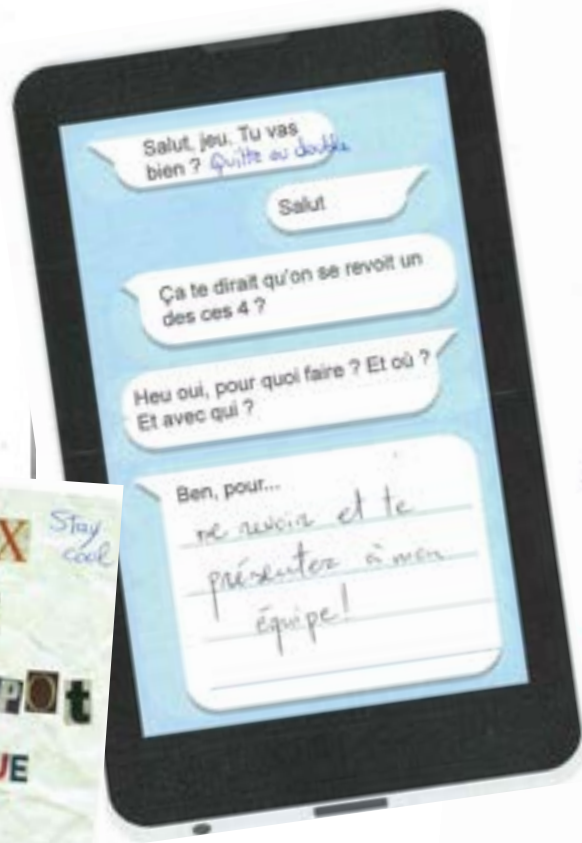 Salut, jeu. Tu vas
bien ? Quitte ou double
Salut
Ça te dirait qu'on se revoit un
des ces 4 ?
Heu oui, pour quoi faire ? Et où ?
Et avec qui ?
Ben, pour...
me revoir et te
présenter à mon
équipe !
X Stay
cool
POt
UE